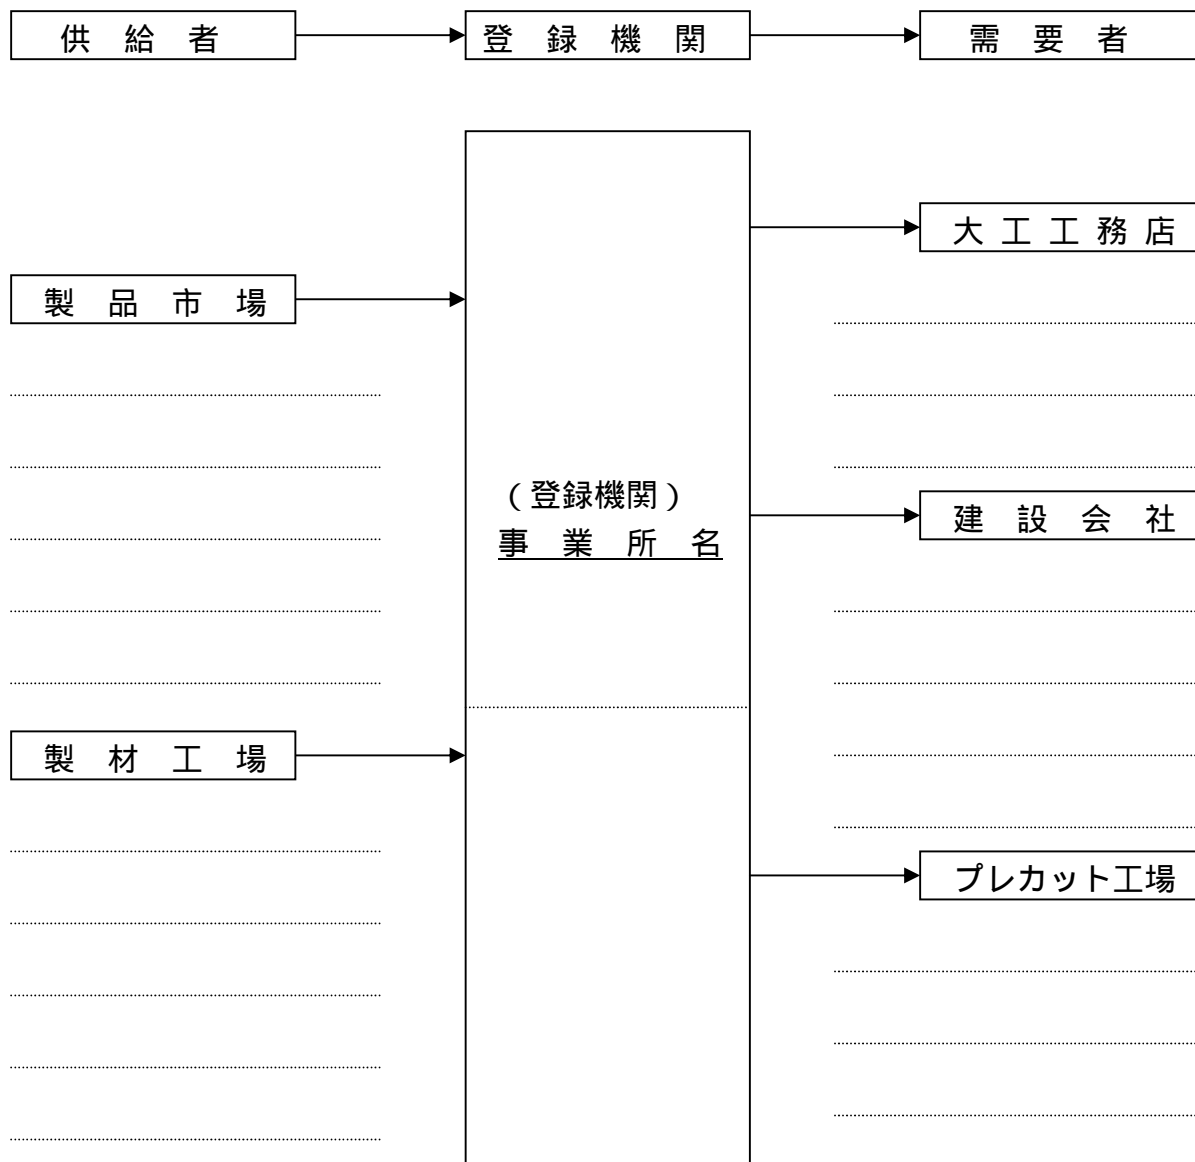 供給者
登録機関
需要者
大工工務店
製品市場
（登録機関）
事業所名
建設会社
製材工場
プレカット工場